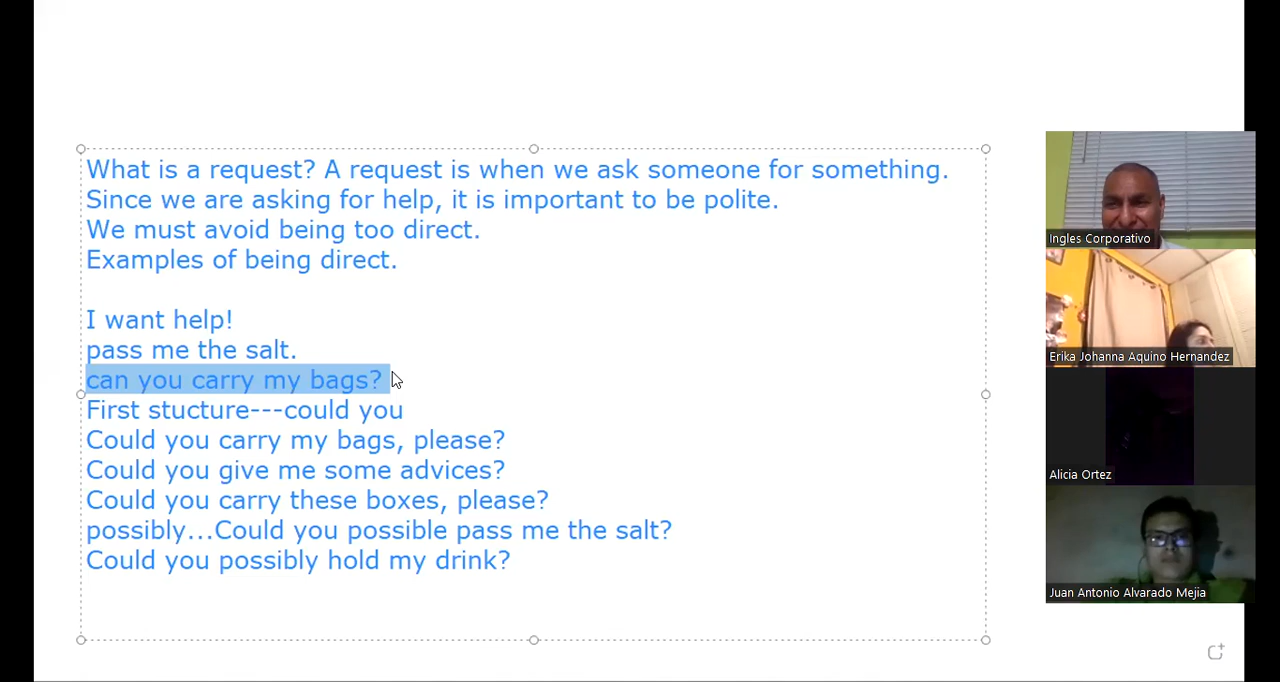 What is a request? A request is when we ask someone for something.
Since we are asking for help, it is important to be polite.
We must avoid being too direct.
Examples of being direct.
I want help!
pass me the salt.
can you carry my bags?
First stucture---could you
Could you carry my bags, please?
Could you give me some advices?
Could you carry these boxes, please?
possibly...Could you possible pass me the salt?
Could you possibly hold my drink?
Ingles Corporativo
Erika Johanna Aquino Hernandez
Alicia Ortez
Juan Antonio Alvarado Mejia